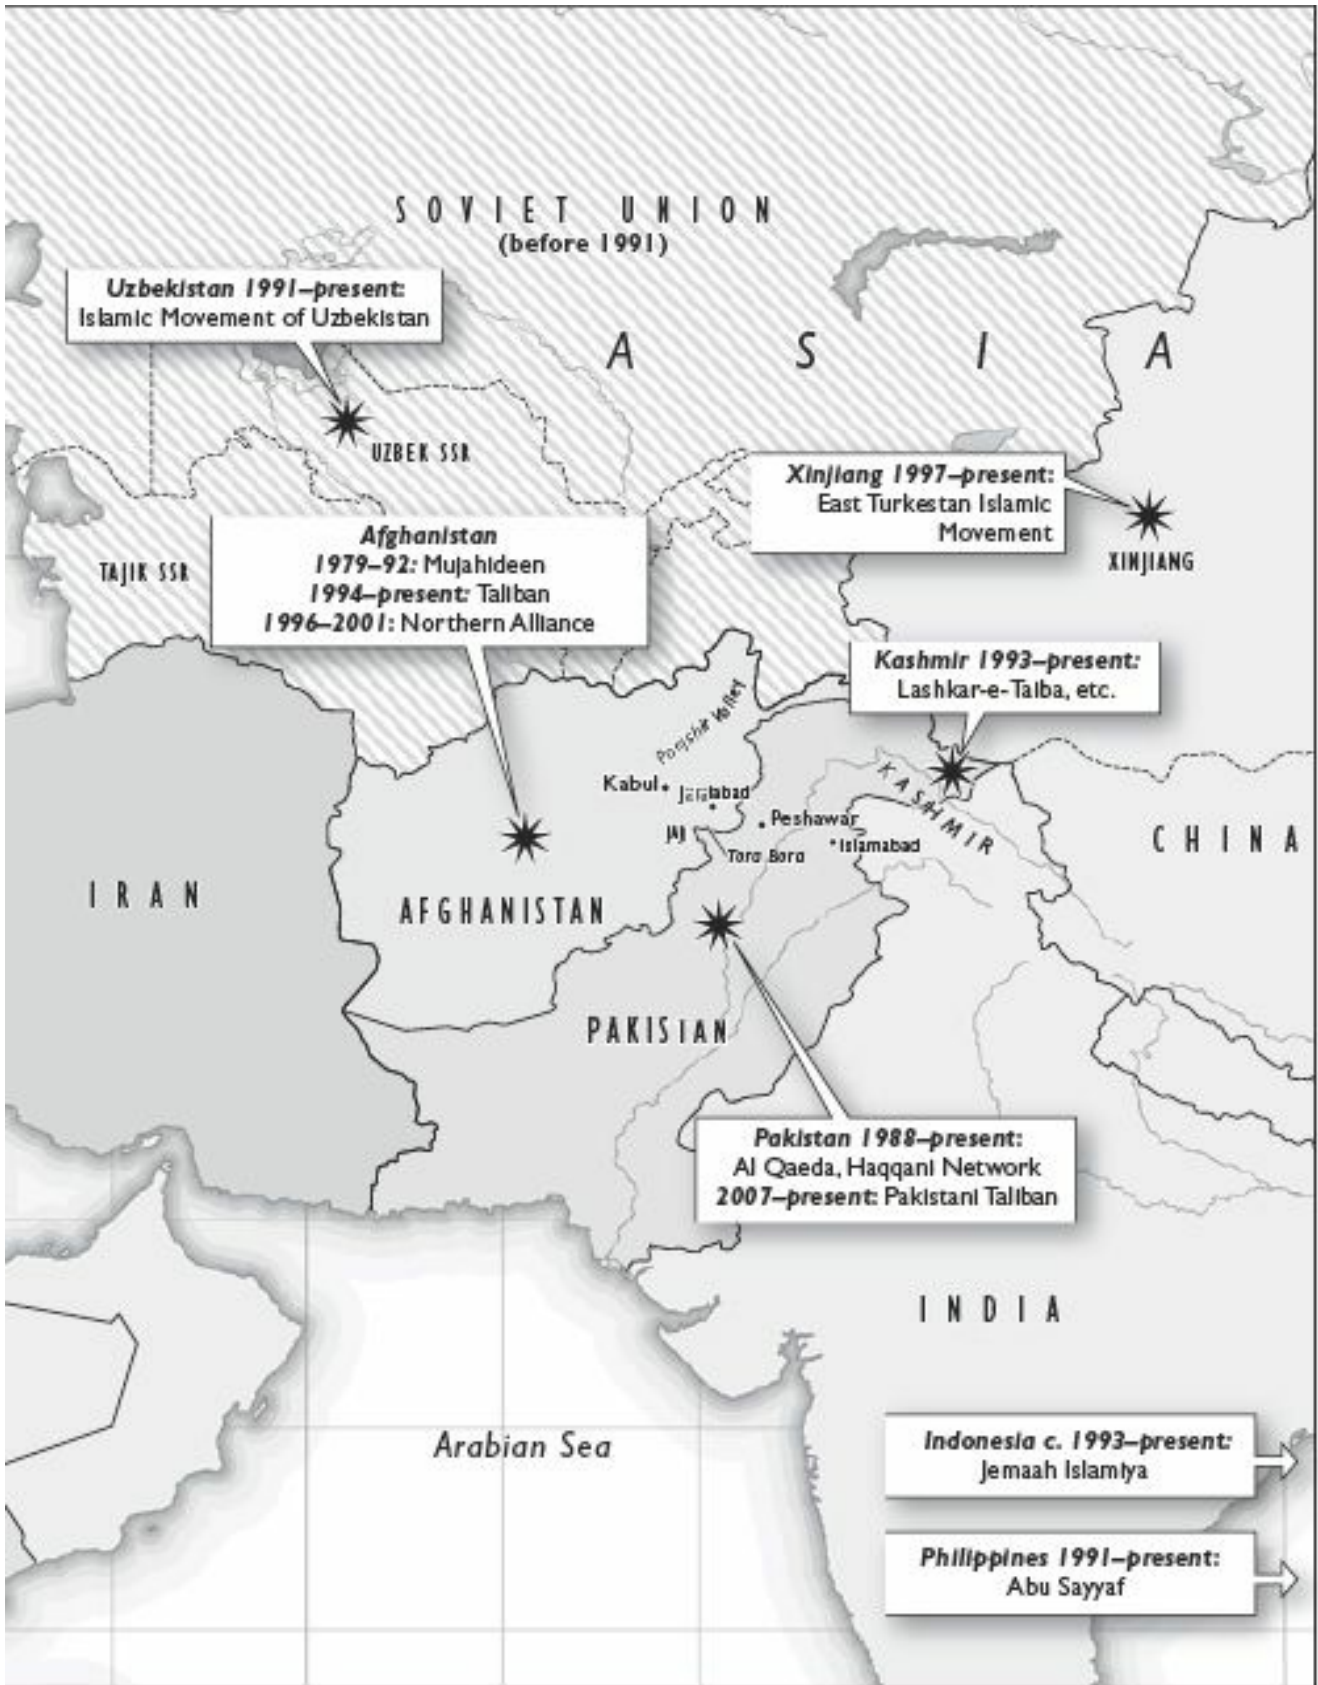 SOVIET UNION
(before 1991)
Uzbekistan 1991–present:
Islamic Movement of Uzbekistan
ASIA
UZBEK SSR
Xinjiang 1997–present:
East Turkestan Islamic
Movement
XINJIANG
Afghanistan
1979–92: Mujahideen
1994–present: Taliban
1996–2001: Northern Alliance
TAJIK SSR
Kashmir 1993–present:
Lashkar-e-Taiba, etc.
Panjshir Valley
Kabul
Jalalabad
KASHMIR
Jaji
Peshawar
Islamabad
Tora Bora
CHINA
IRAN
AFGHANISTAN
PAKISTAN
Pakistan 1988–present:
Al Qaeda, Haqqani Network
2007–present: Pakistani Taliban
INDIA
Arabian Sea
Indonesia c. 1993–present:
Jemaah Islamiya
Philippines 1991–present:
Abu Sayyaf